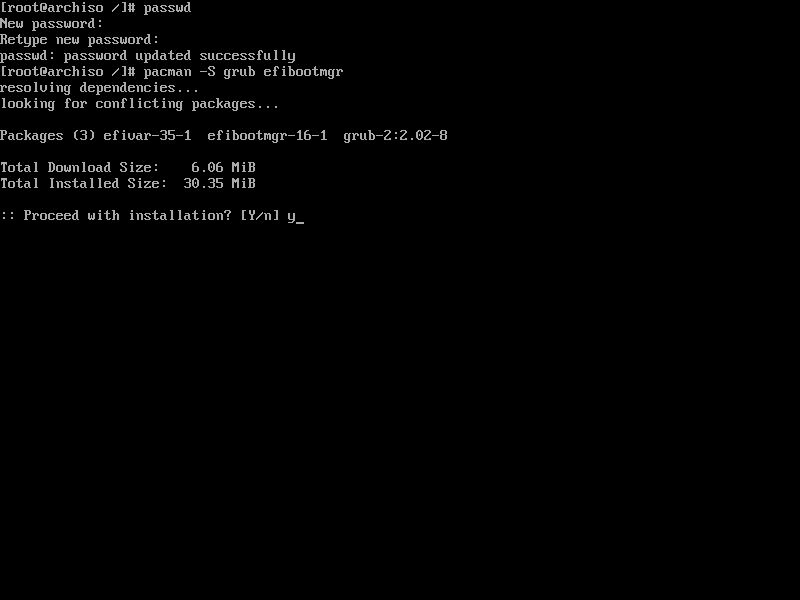 [root@archiso /]# passwd
New password:
Retype new password:
passwd: password updated successfully
[root@archiso /]# pacman -S grub efibootmgr
resolving dependencies...
looking for conflicting packages...
Packages (3) efivar-35-1  efibootmgr-16-1  grub-2:2.02-8
Total Download Size:    6.06 MiB
Total Installed Size:  30.35 MiB
:: Proceed with installation? [Y/n] y_